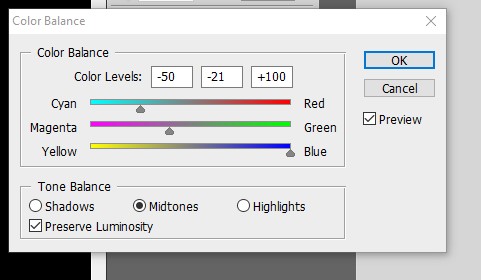 Color Balance
Color Balance
Color Levels: -50 -21 +100
Cyan Red
Magenta Green
Yellow Blue
Tone Balance
Shadows Midtones Highlights
Preserve Luminosity
OK
Cancel
Preview